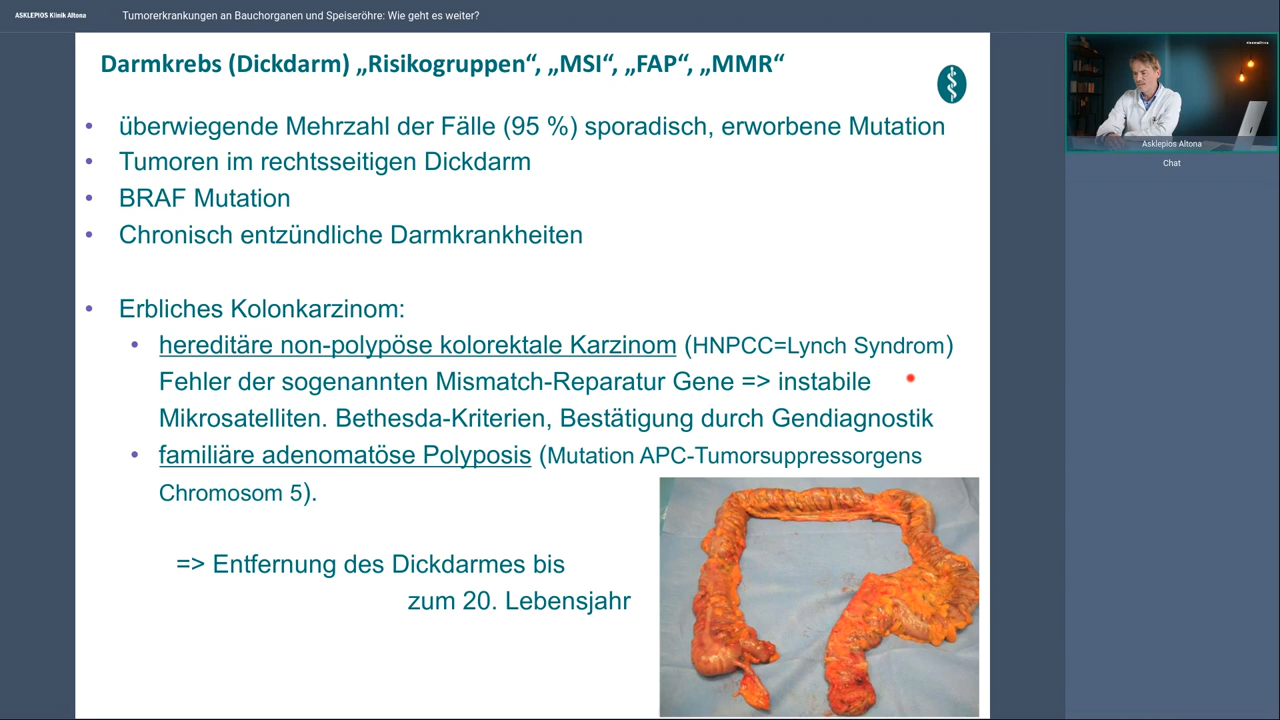 ASKLEPIOS Klinik Altona
Tumorerkrankungen an Bauchorganen und Speiseröhre: Wie geht es weiter?
Darmkrebs (Dickdarm) „Risikogruppen“, „MSI“, „FAP“, „MMR“
• überwiegende Mehrzahl der Fälle (95 %) sporadisch, erworbene Mutation
• Tumoren im rechtsseitigen Dickdarm
• BRAF Mutation
• Chronisch entzündliche Darmkrankheiten
• Erbliches Kolonkarzinom:
• hereditäre non-polypöse kolorektale Karzinom (HNPCC=Lynch Syndrom)
Fehler der sogenannten Mismatch-Reparatur Gene => instabile
Mikrosatelliten. Bethesda-Kriterien, Bestätigung durch Gendiagnostik
• familiäre adenomatöse Polyposis (Mutation APC-Tumorsuppressorgens
Chromosom 5).
=> Entfernung des Dickdarmes bis
zum 20. Lebensjahr
Asklepios Altona
Chat